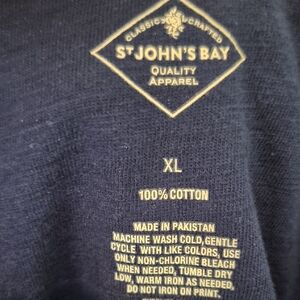 CLASSIC CRAFTED
ST JOHN'S BAY
QUALITY
APPAREL
XL
100% COTTON
MADE IN PAKISTAN
MACHINE WASH COLD, GENTLE
CYCLE WITH LIKE COLORS, USE
ONLY NON-CHLORINE BLEACH
WHEN NEEDED, TUMBLE DRY
LOW, WARM IRON AS NEEDED,
DO NOT IRON ON PRINT.